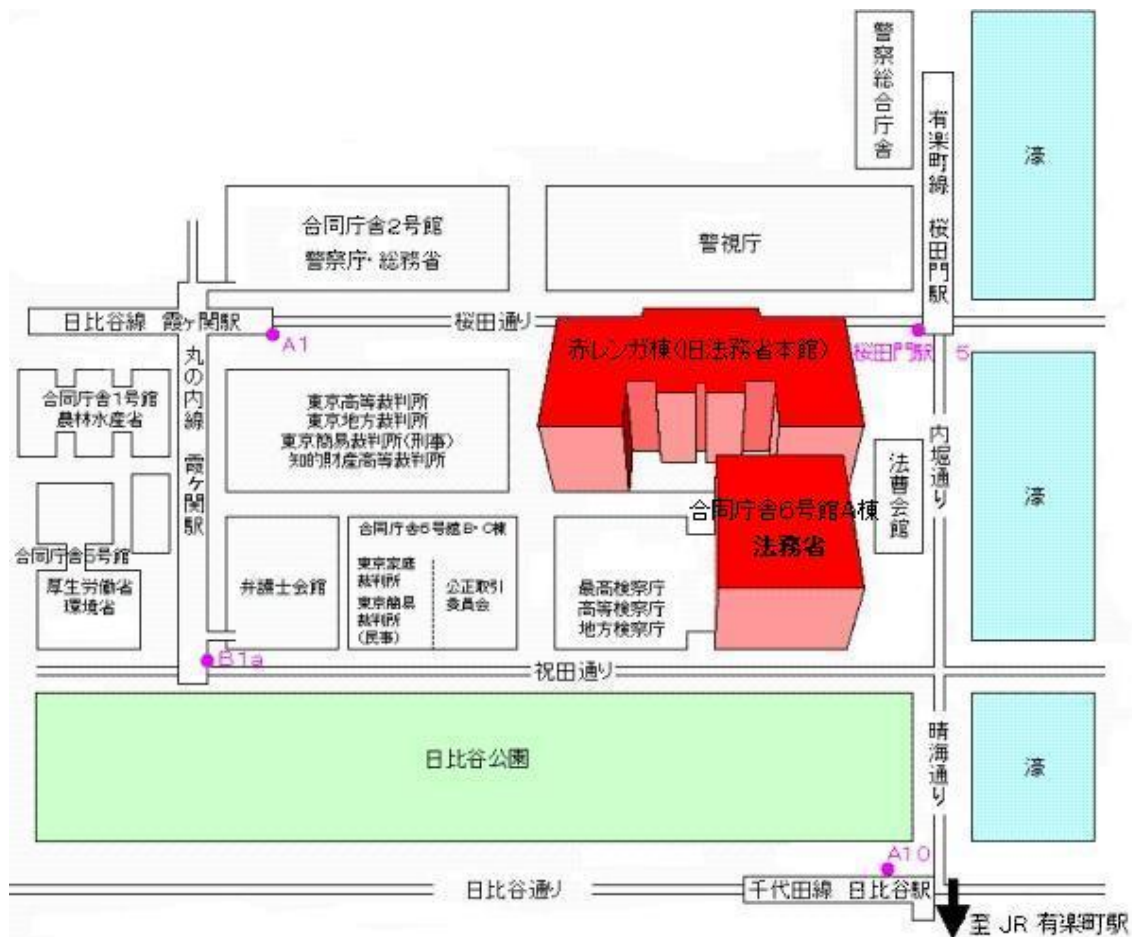 警察総合庁舎
有楽町線 桜田門駅
濠
合同庁舎2号館
警察庁・総務省
警視庁
日比谷線 霞ヶ関駅
A1
桜田通り
赤レンガ棟(旧法務省本館)
桜田門駅 5
丸の内線 霞ヶ関駅
合同庁舎1号館
農林水産省
東京高等裁判所
東京地方裁判所
東京簡易裁判所(刑事)
知的財産高等裁判所
内堀通り
法曹会館
濠
合同庁舎6号館A棟
法務省
合同庁舎5号館
厚生労働省
環境省
弁護士会館
合同庁舎6号館B・C棟
東京家庭
裁判所
東京簡易
裁判所
(民事)
公正取引
委員会
最高検察庁
高等検察庁
地方検察庁
B1a
祝田通り
日比谷公園
晴海通り
濠
A10
日比谷通り
千代田線 日比谷駅
至 JR 有楽町駅